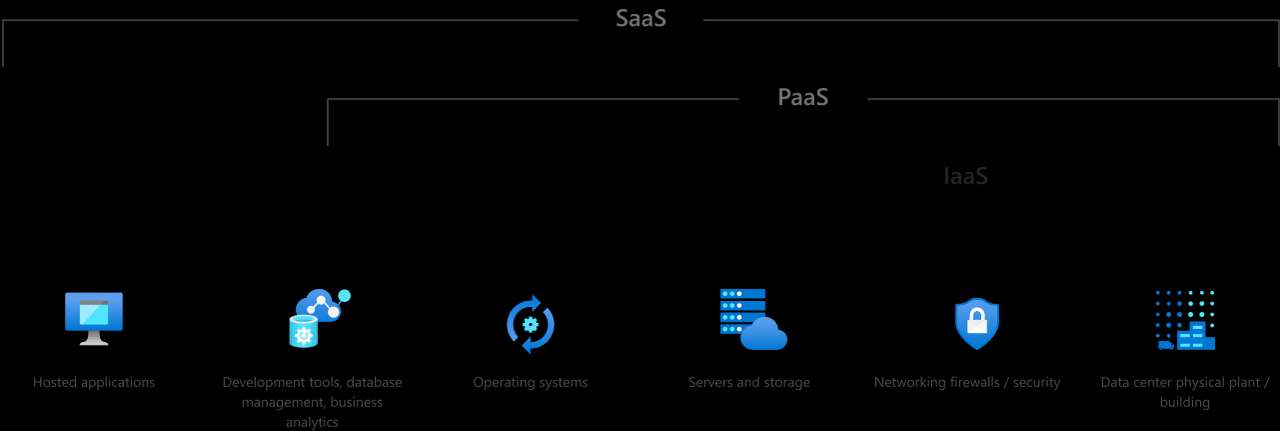 SaaS
PaaS
IaaS
Hosted applications
Development tools, database
management, business
analytics
Operating systems
Servers and storage
Networking firewalls / security
Data center physical plant /
building